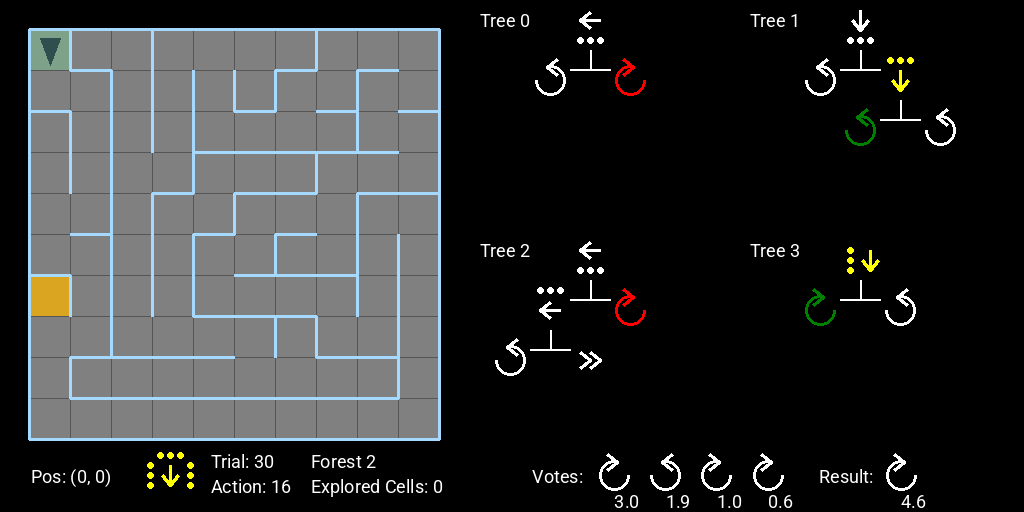 Tree 0
Tree 1
Tree 2
Tree 3
Pos: (0, 0)
Trial: 30
Forest 2
Action: 16
Explored Cells: 0
Votes:
3.0
1.9
1.0
0.6
Result:
4.6